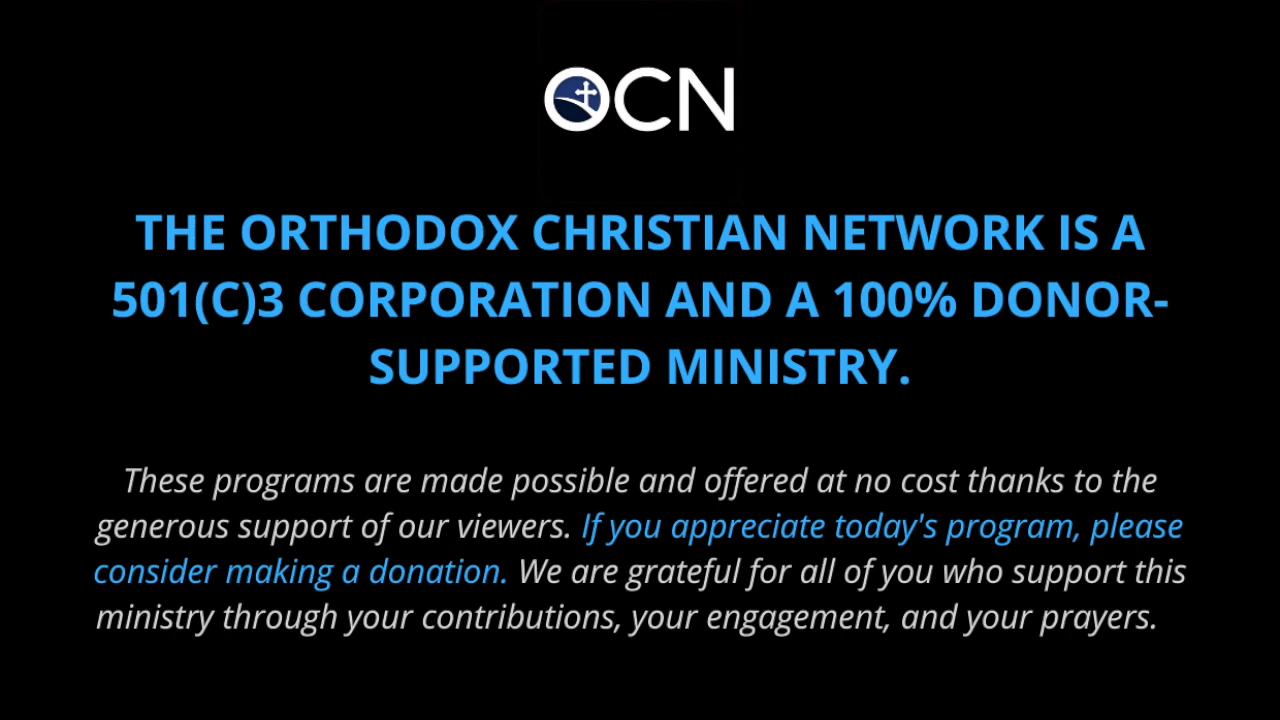 OCN
THE ORTHODOX CHRISTIAN NETWORK IS A
501(C)3 CORPORATION AND A 100% DONOR-
SUPPORTED MINISTRY.
These programs are made possible and offered at no cost thanks to the
generous support of our viewers. If you appreciate today's program, please
consider making a donation. We are grateful for all of you who support this
ministry through your contributions, your engagement, and your prayers.